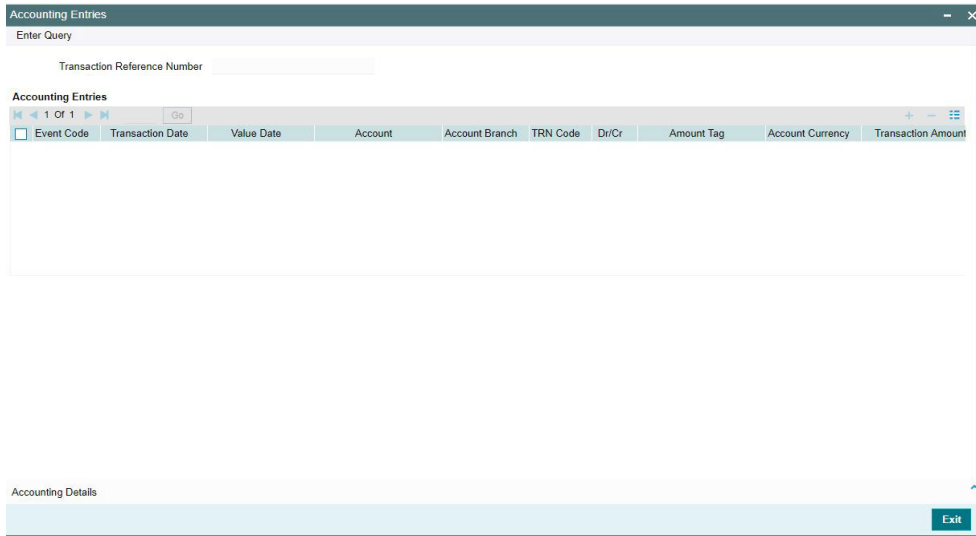 Accounting Entries
Enter Query
Transaction Reference Number
Accounting Entries
1 Of 1 Go
Event Code Transaction Date Value Date Account Account Branch TRN Code Dr/Cr Amount Tag Account Currency Transaction Amount
Accounting Details
Exit